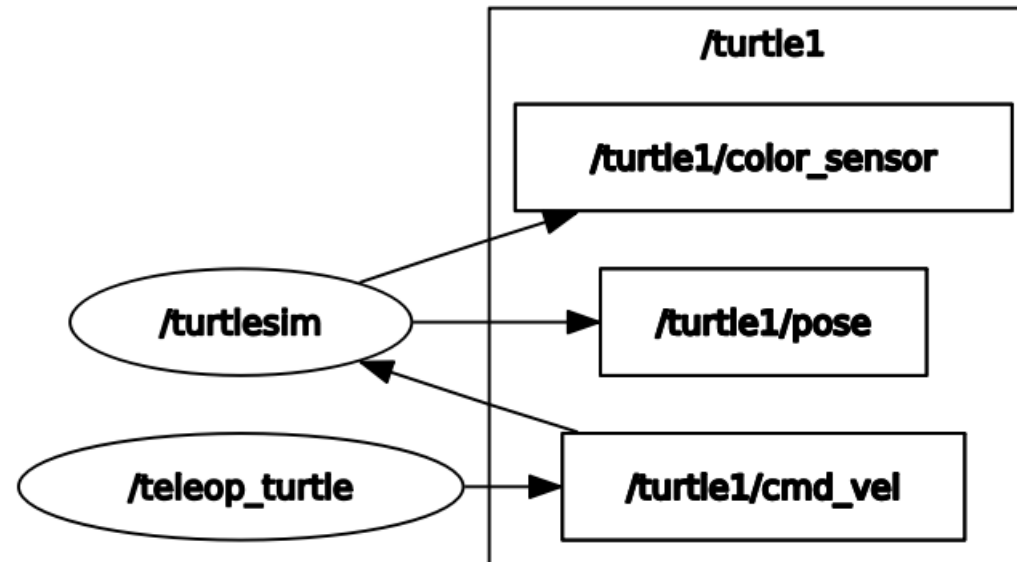 /turtle1
/turtle1/color_sensor
/turtlesim
/turtle1/pose
/teleop_turtle
/turtle1/cmd_vel